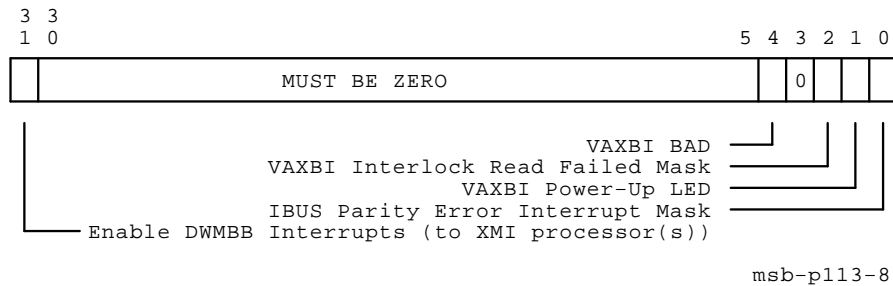 3 3
1 0 5 4 3 2 1 0
MUST BE ZERO 0
VAXBI BAD
VAXBI Interlock Read Failed Mask
VAXBI Power-Up LED
IBUS Parity Error Interrupt Mask
Enable DWMBB Interrupts (to XMI processor(s))
msb-p113-8